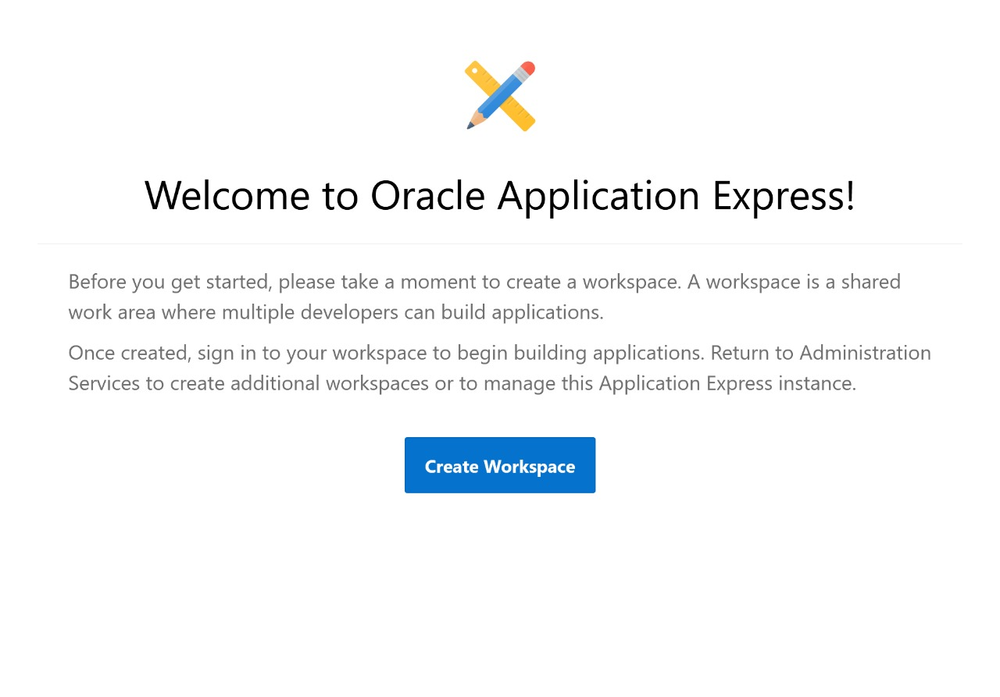 Welcome to Oracle Application Express!
Before you get started, please take a moment to create a workspace. A workspace is a shared
work area where multiple developers can build applications.
Once created, sign in to your workspace to begin building applications. Return to Administration
Services to create additional workspaces or to manage this Application Express instance.
Create Workspace